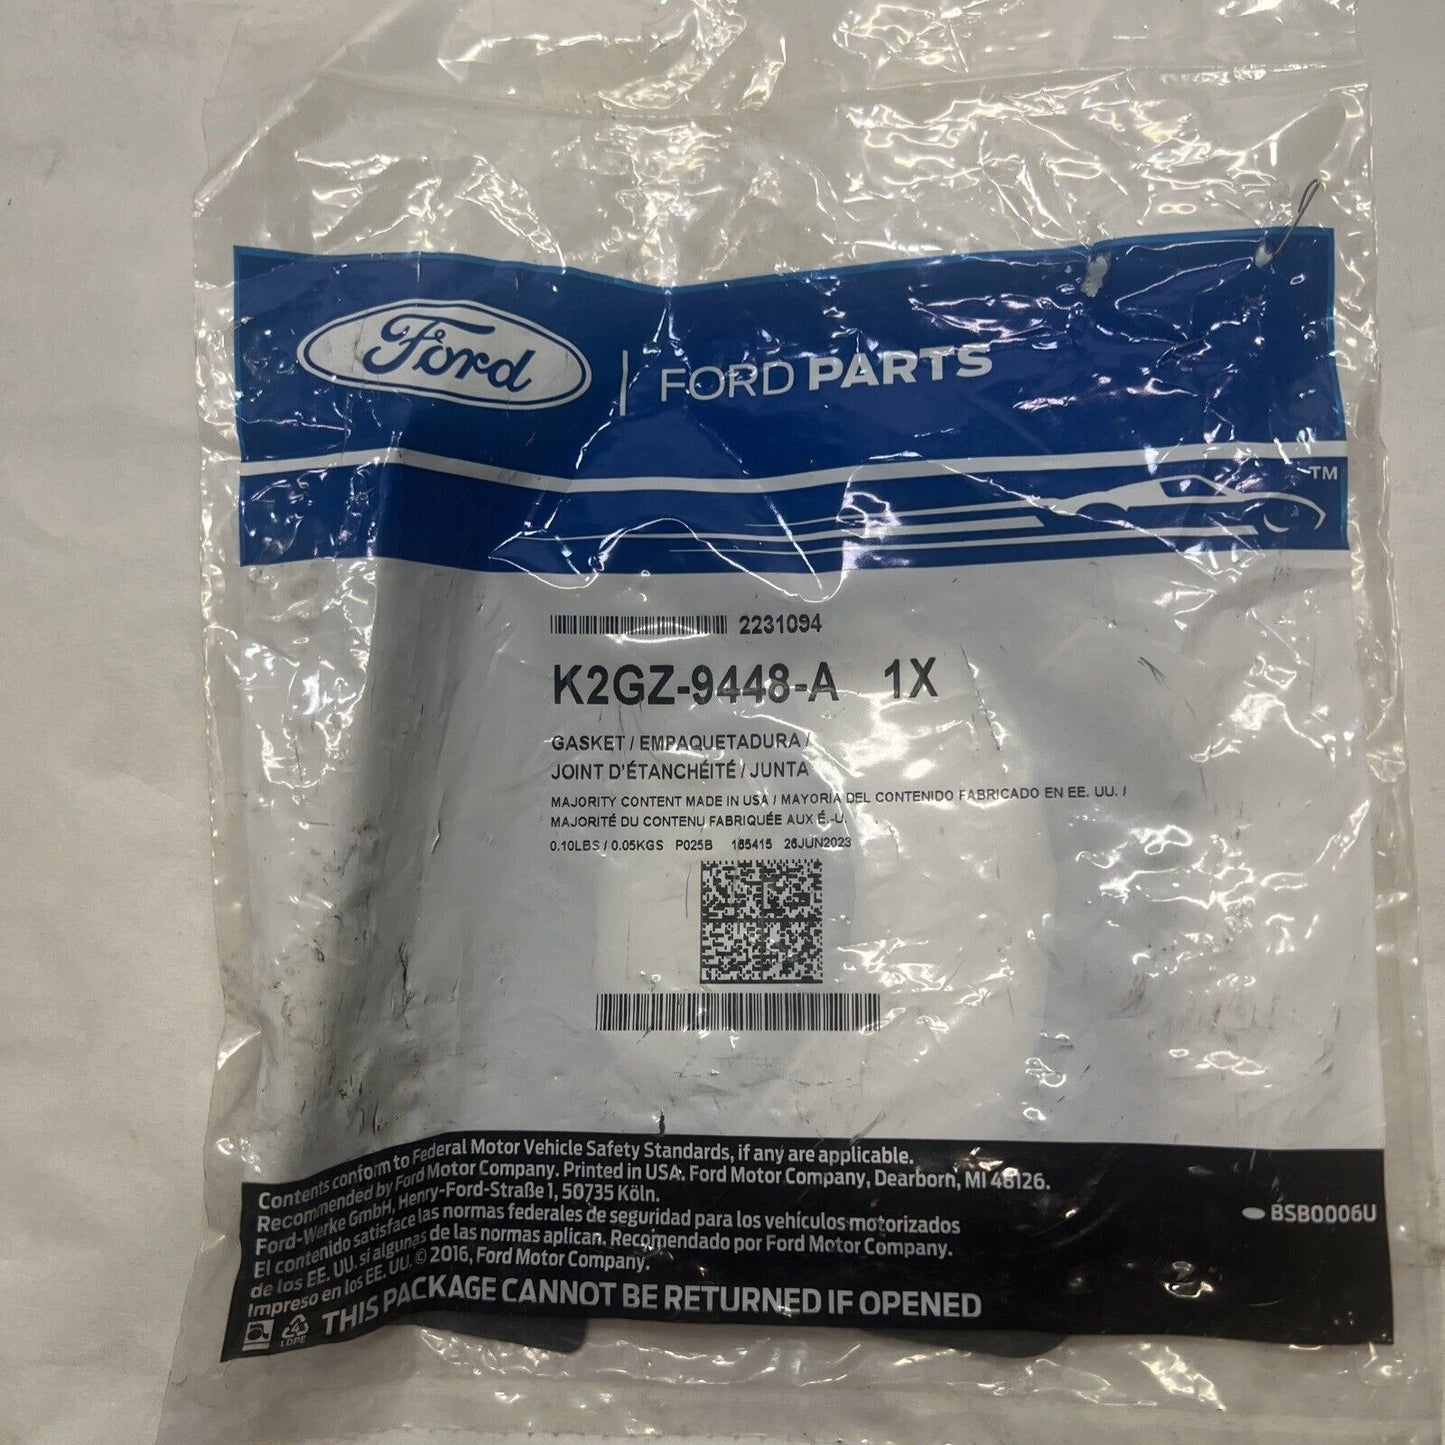 Ford
FORD PARTS
TM
2231094
K2GZ-9448-A 1X
GASKET / EMPAQUETADURA /
JOINT D'ÉTANCHÉITÉ / JUNTA
MAJORITY CONTENT MADE IN USA / MAYORÍA DEL CONTENIDO FABRICADO EN EE. UU. /
MAJORITÉ DU CONTENU FABRIQUÉE AUX É.-U.
0.10LBS / 0.05KGS P025B 165415 26JUN2023
Contents conform to Federal Motor Vehicle Safety Standards, if any are applicable.
Recommended by Ford Motor Company. Printed in USA. Ford Motor Company, Dearborn, MI 48126.
Ford-Werke GmbH, Henry-Ford-Straße 1, 50735 Köln.
El contenido satisface las normas federales de seguridad para los vehículos motorizados
de los EE. UU. si algunas de las normas aplican. Recomendado por Ford Motor Company.
Impreso en los EE. UU. © 2016, Ford Motor Company.
BSB0006U
4
LDPE
THIS PACKAGE CANNOT BE RETURNED IF OPENED